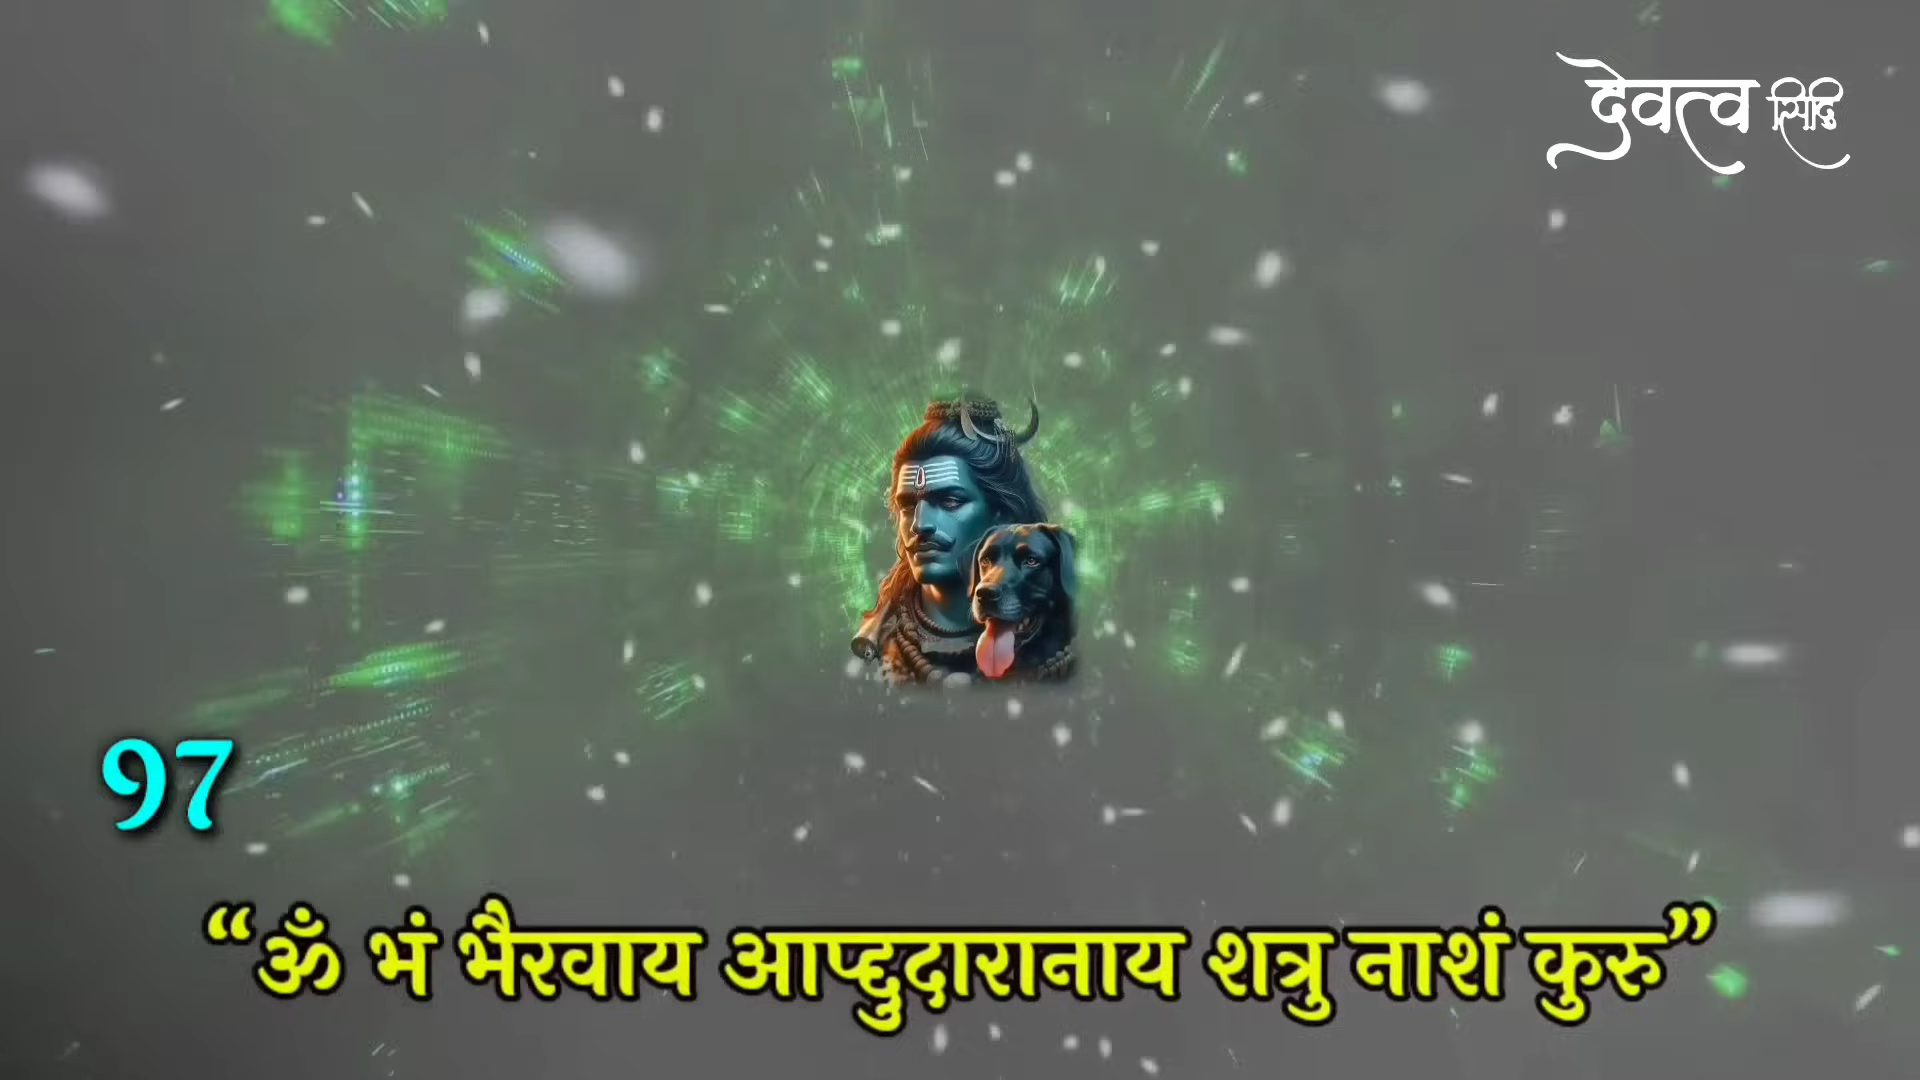 देवत्व सिद्धि
97
“ॐ भं भैरवाय आप्द्दुदारानाय शत्रु नाशं कुरु”